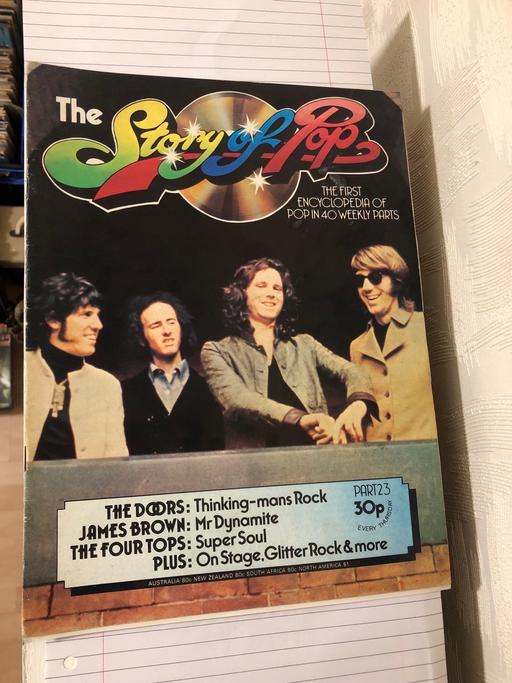 The
Story of Pop
THE FIRST
ENCYCLOPEDIA OF
POP IN 40 WEEKLY PARTS
THE DOORS: Thinking-mans Rock
JAMES BROWN: Mr Dynamite
THE FOUR TOPS: Super Soul
PLUS: On Stage, Glitter Rock & more
PART 23
30p
EVERY THURSDAY
AUSTRALIA 80c NEW ZEALAND 80c SOUTH AFRICA 80c NORTH AMERICA $1